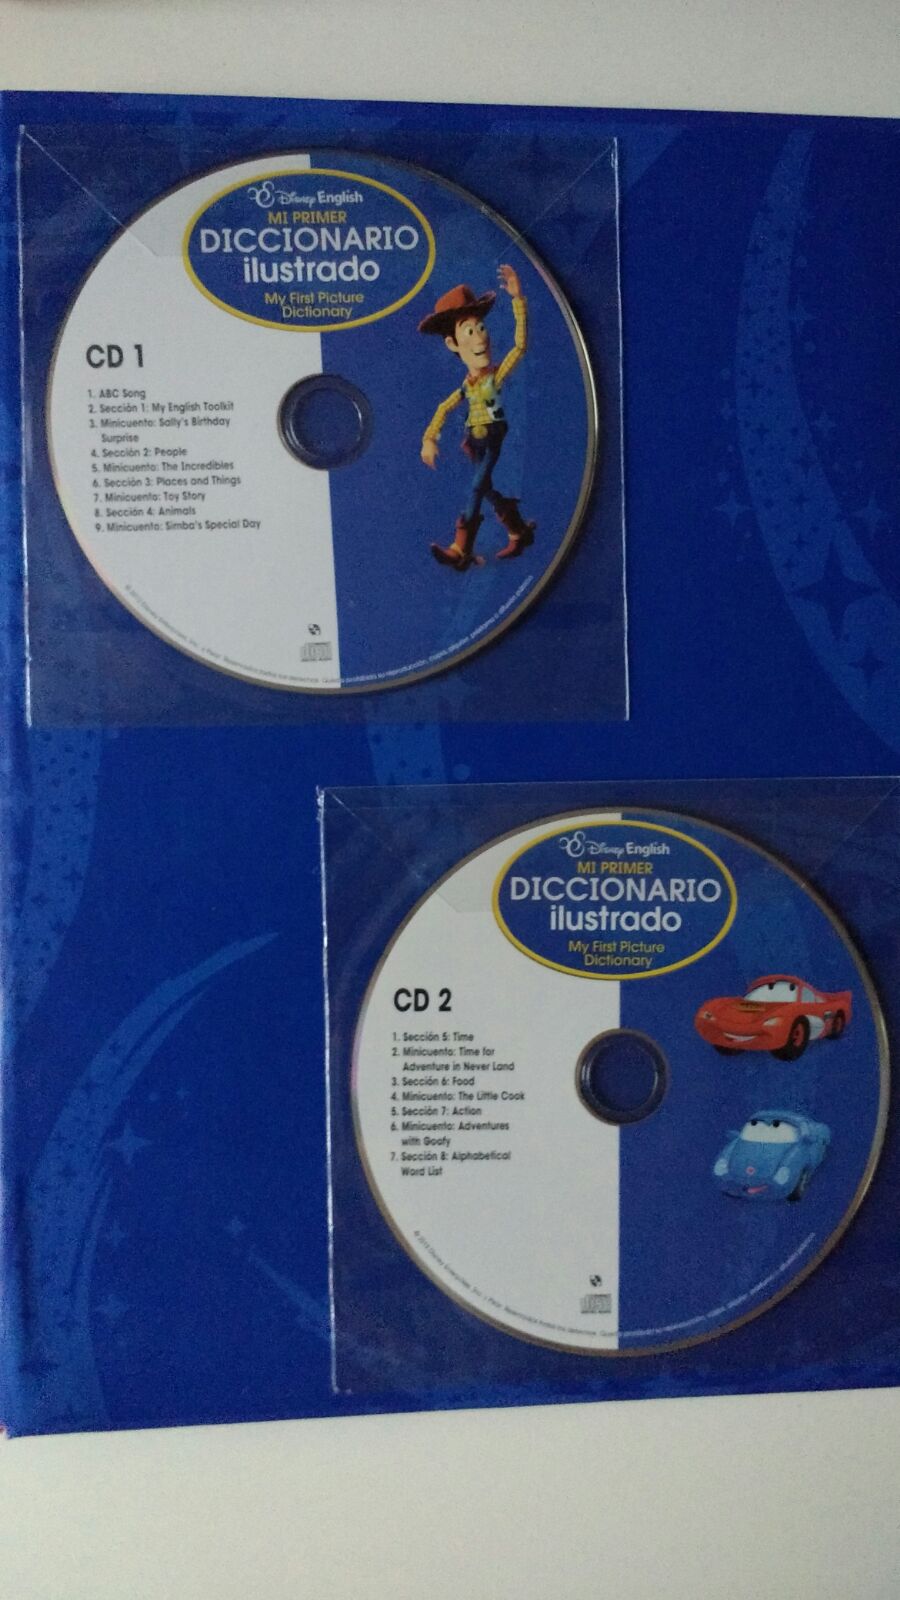 Disney English
MI PRIMER
DICCIONARIO
ilustrado
My First Picture
Dictionary
CD 1
1. ABC Song
2. Sección 1: My English Toolkit
3. Minicuento: Sally's Birthday
Surprise
4. Sección 2: People
5. Minicuento: The Incredibles
6. Sección 3: Places and Things
7. Minicuento: Toy Story
8. Sección 4: Animals
9. Minicuento: Simba's Special Day
Disney English
MI PRIMER
DICCIONARIO
ilustrado
My First Picture
Dictionary
CD 2
1. Sección 5: Time
2. Minicuento: Time for
Adventure in Never Land
3. Sección 6: Food
4. Minicuento: The Little Cook
5. Sección 7: Action
6. Minicuento: Adventures
with Goofy
7. Sección 8: Alphabetical
Word List